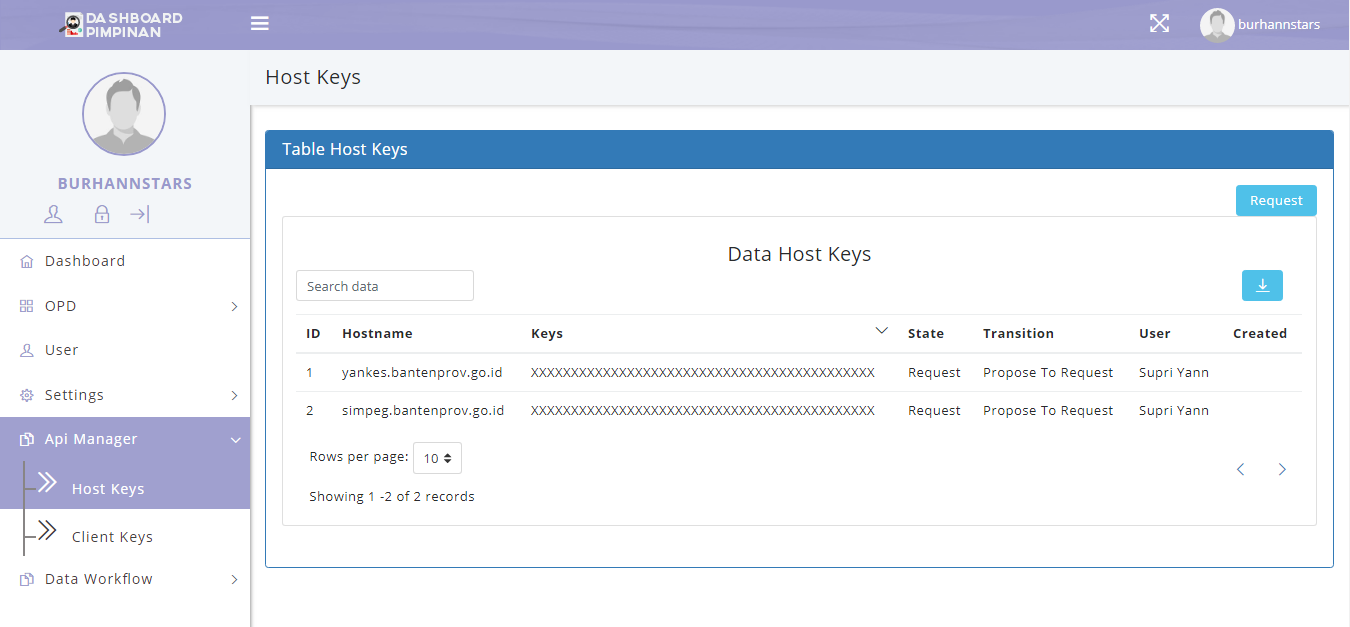 DASHBOARD
PIMPINAN
burhannstars
BURHANNSTARS
Dashboard
OPD
User
Settings
Api Manager
Host Keys
Client Keys
Data Workflow
Host Keys
Table Host Keys
Request
Data Host Keys
Search data
ID Hostname Keys State Transition User Created
1 yankes.bantenprov.go.id XXXXXXXXXXXXXXXXXXXXXXXXXXXXXXXXXXXXXXXXXXX Request Propose To Request Supri Yann
2 simpeg.bantenprov.go.id XXXXXXXXXXXXXXXXXXXXXXXXXXXXXXXXXXXXXXXXXXX Request Propose To Request Supri Yann
Rows per page: 10
Showing 1 -2 of 2 records